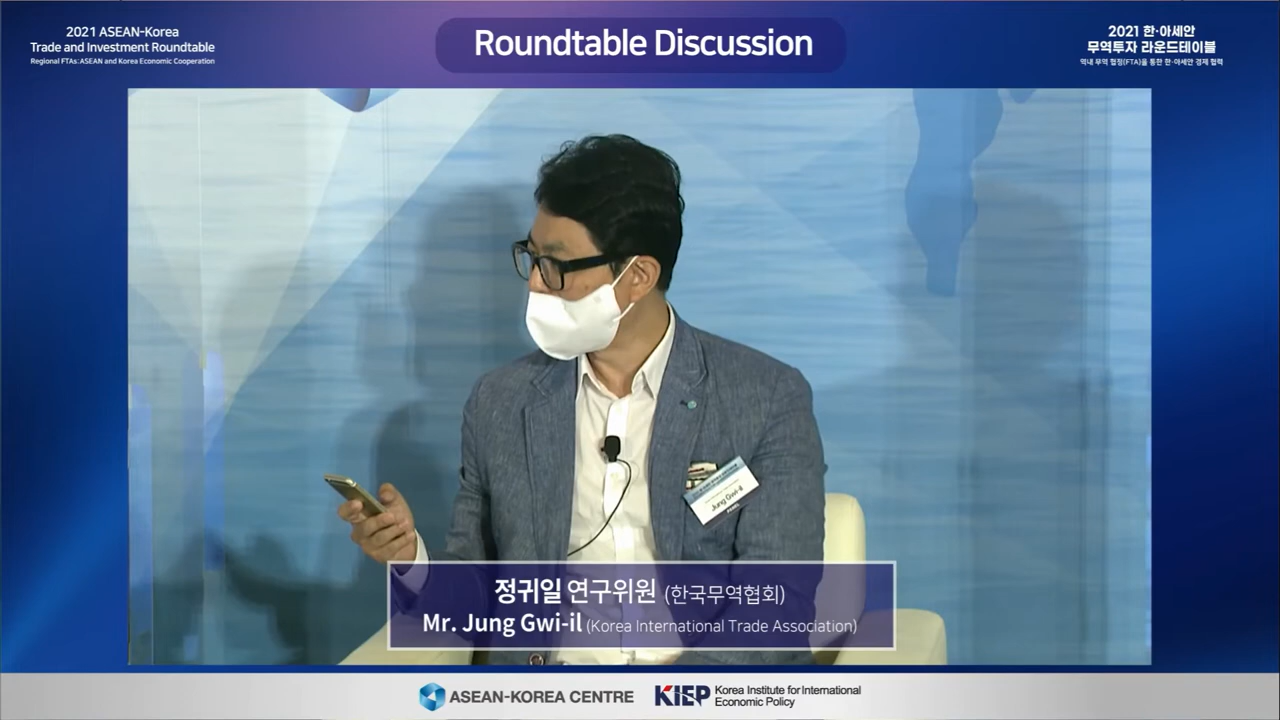 2021 ASEAN-Korea
Trade and Investment Roundtable
Regional FTAs: ASEAN and Korea Economic Cooperation
Roundtable Discussion
2021 한·아세안
무역투자 라운드테이블
역내 무역 협정(FTA)을 통한 한·아세안 경제 협력
Jung Gwi-il
정귀일 연구위원 (한국무역협회)
Mr. Jung Gwi-il (Korea International Trade Association)
ASEAN-KOREA CENTRE
KIEP Korea Institute for International
Economic Policy